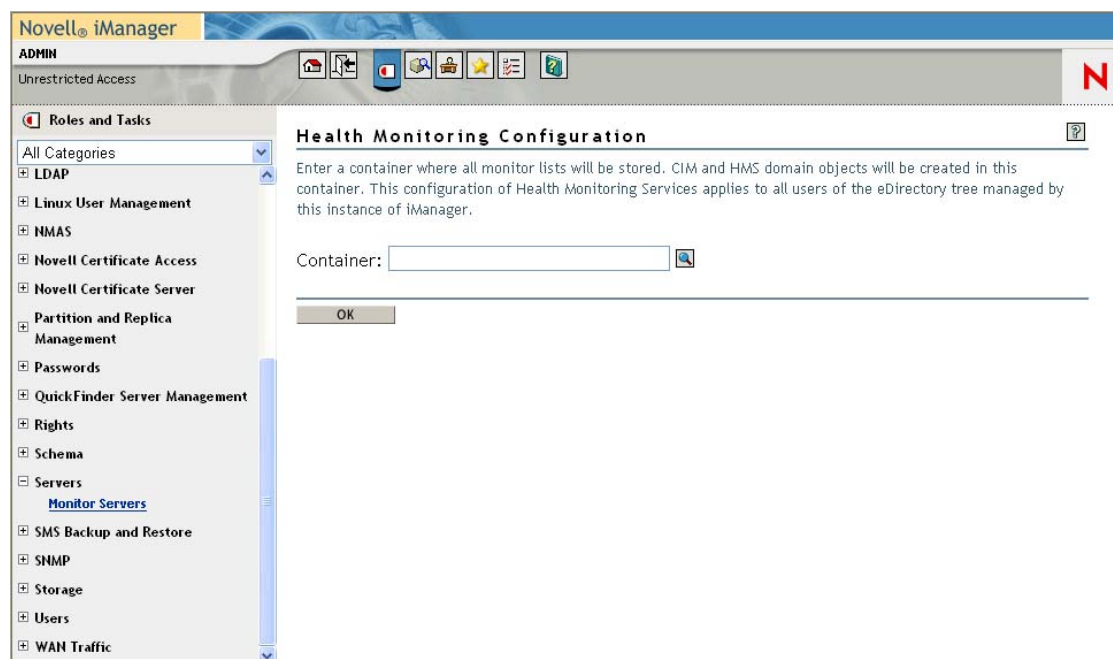 Novell® iManager
ADMIN
Unrestricted Access
N
Roles and Tasks
All Categories
LDAP
Linux User Management
NMAS
Novell Certificate Access
Novell Certificate Server
Partition and Replica
Management
Passwords
QuickFinder Server Management
Rights
Schema
Servers
Monitor Servers
SMS Backup and Restore
SNMP
Storage
Users
WAN Traffic
Health Monitoring Configuration
?
Enter a container where all monitor lists will be stored. CIM and HMS domain objects will be created in this
container. This configuration of Health Monitoring Services applies to all users of the eDirectory tree managed by
this instance of iManager.
Container:
OK